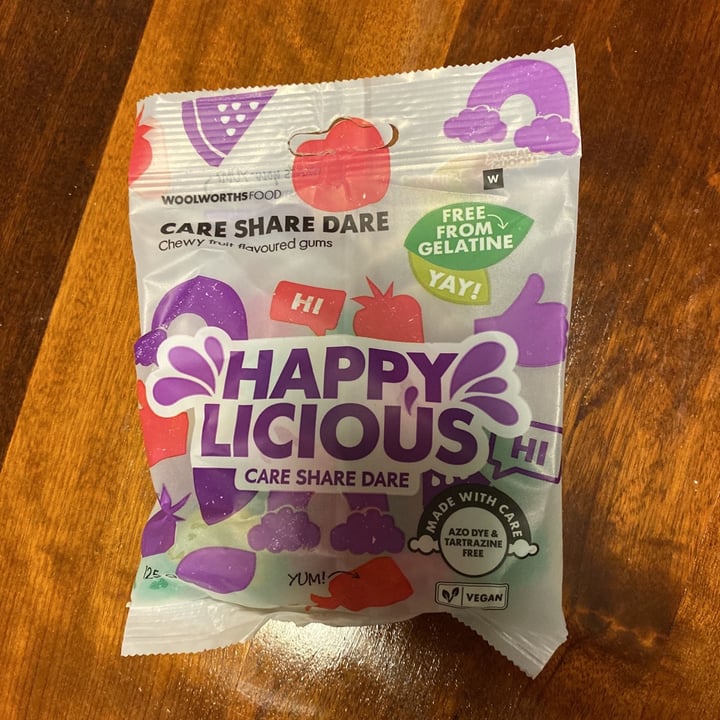 WOOLWORTHSFOOD
W
CARE SHARE DARE
Chewy fruit flavoured gums
FREE
FROM
GELATINE
YAY!
HI
HAPPY
LICIOUS
CARE SHARE DARE
HI
MADE WITH CARE
AZO DYE &
TARTRAZINE
FREE
125
YUM!
VEGAN